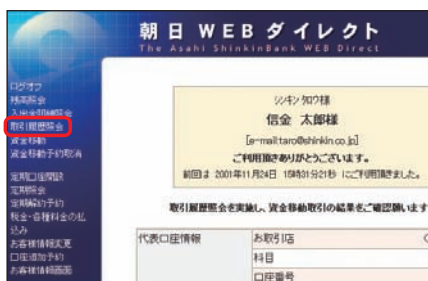 朝日 WEB ダイレクト
The Asahi ShinkinBank WEB Direct
ログオフ
残高照会
入出金明細照会
取引履歴照会
資金移動
資金移動予約取消
定期口座開設
定期照会
定期解約予約
税金・各種料金の払
込み
お客様情報変更
口座追加予約
お客様情報画面
シンキン タロウ様
信金 太郎様
[e-mail:taro@shinkin.co.jp]
ご利用頂きありがとうございます。
前回は 2001年11月24日 15時31分21秒 にご利用頂きました。
取引履歴照会を実施し、資金移動取引の結果をご確認願います
代表口座情報
お取引店
科目
口座番号